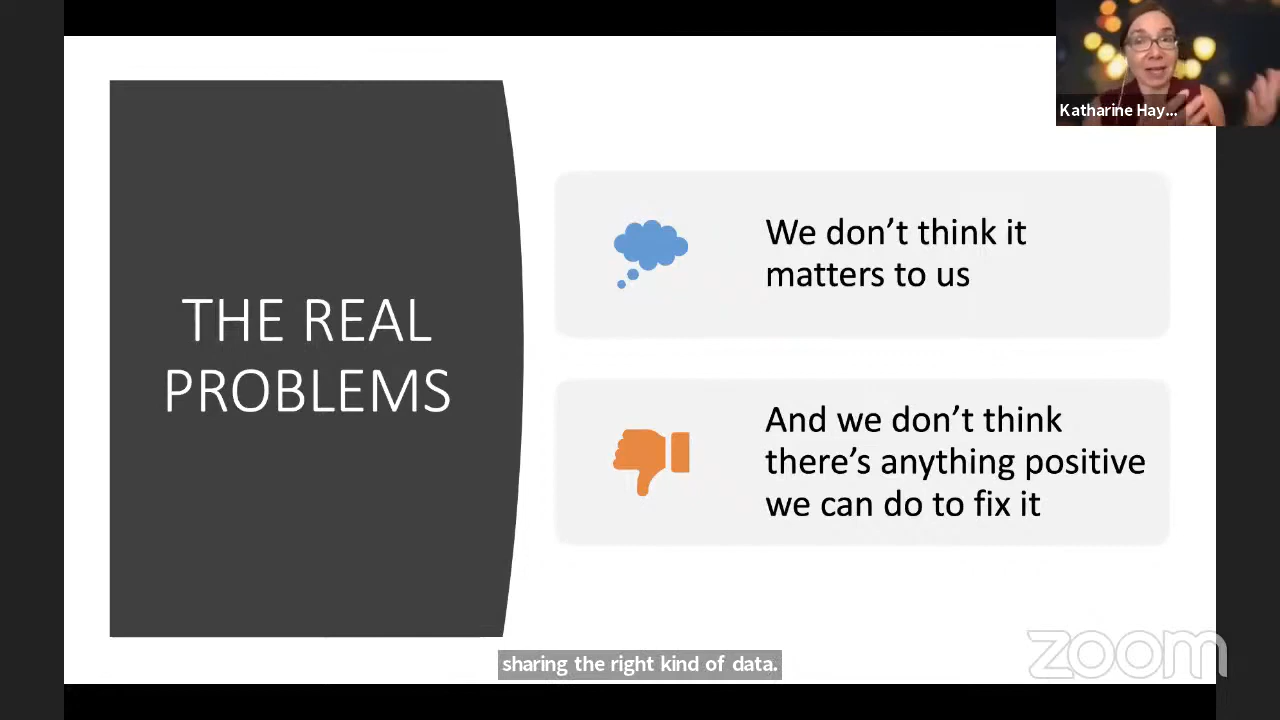 Katharine Hay...
THE REAL
PROBLEMS
We don’t think it
matters to us
And we don’t think
there’s anything positive
we can do to fix it
sharing the right kind of data.
zoom